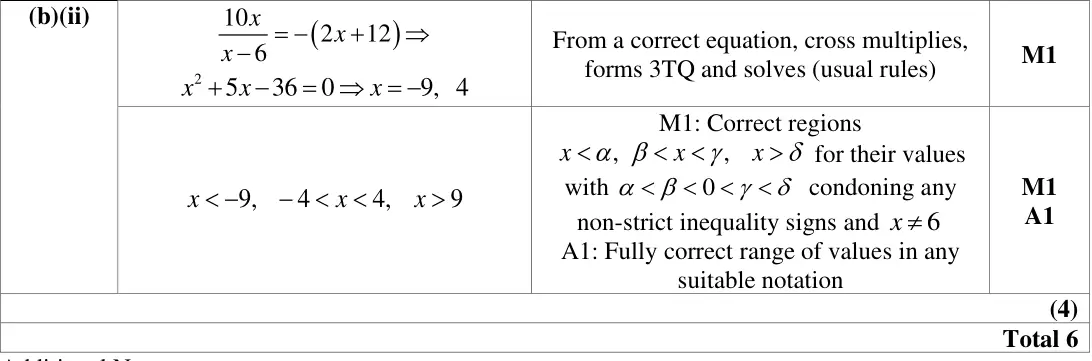 (b)(ii)
10x/(x−6) = −(2x+12) ⇒
x² + 5x − 36 = 0 ⇒ x = −9, 4
From a correct equation, cross multiplies,
forms 3TQ and solves (usual rules)
M1
x < −9, −4 < x < 4, x > 9
M1: Correct regions
x < α, β < x < γ, x > δ for their values
with α < β < 0 < γ < δ condoning any
non-strict inequality signs and x ≠ 6
A1: Fully correct range of values in any
suitable notation
M1
A1
(4)
Total 6